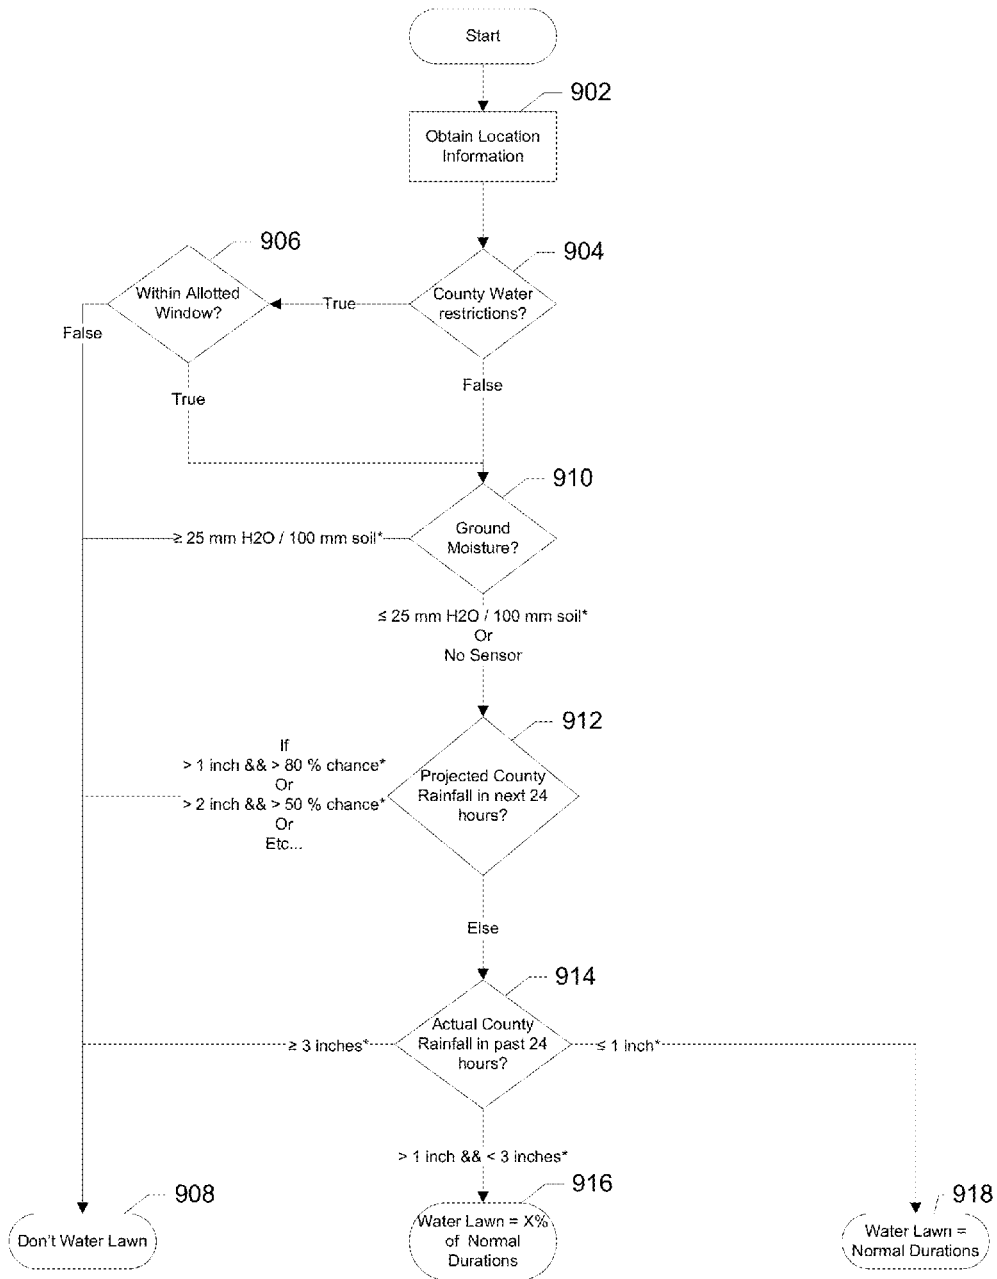 Start
902
Obtain Location
Information
906
904
Within Allotted
Window?
True
County Water
restrictions?
False
True
False
910
≥ 25 mm H2O / 100 mm soil*
Ground
Moisture?
≤ 25 mm H2O / 100 mm soil*
Or
No Sensor
912
If
> 1 inch && > 80 % chance*
Or
> 2 inch && > 50 % chance*
Or
Etc...
Projected County
Rainfall in next 24
hours?
Else
914
≥ 3 inches*
Actual County
Rainfall in past 24
hours?
≤ 1 inch*
> 1 inch && < 3 inches*
908
916
918
Don't Water Lawn
Water Lawn = X%
of Normal
Durations
Water Lawn =
Normal Durations